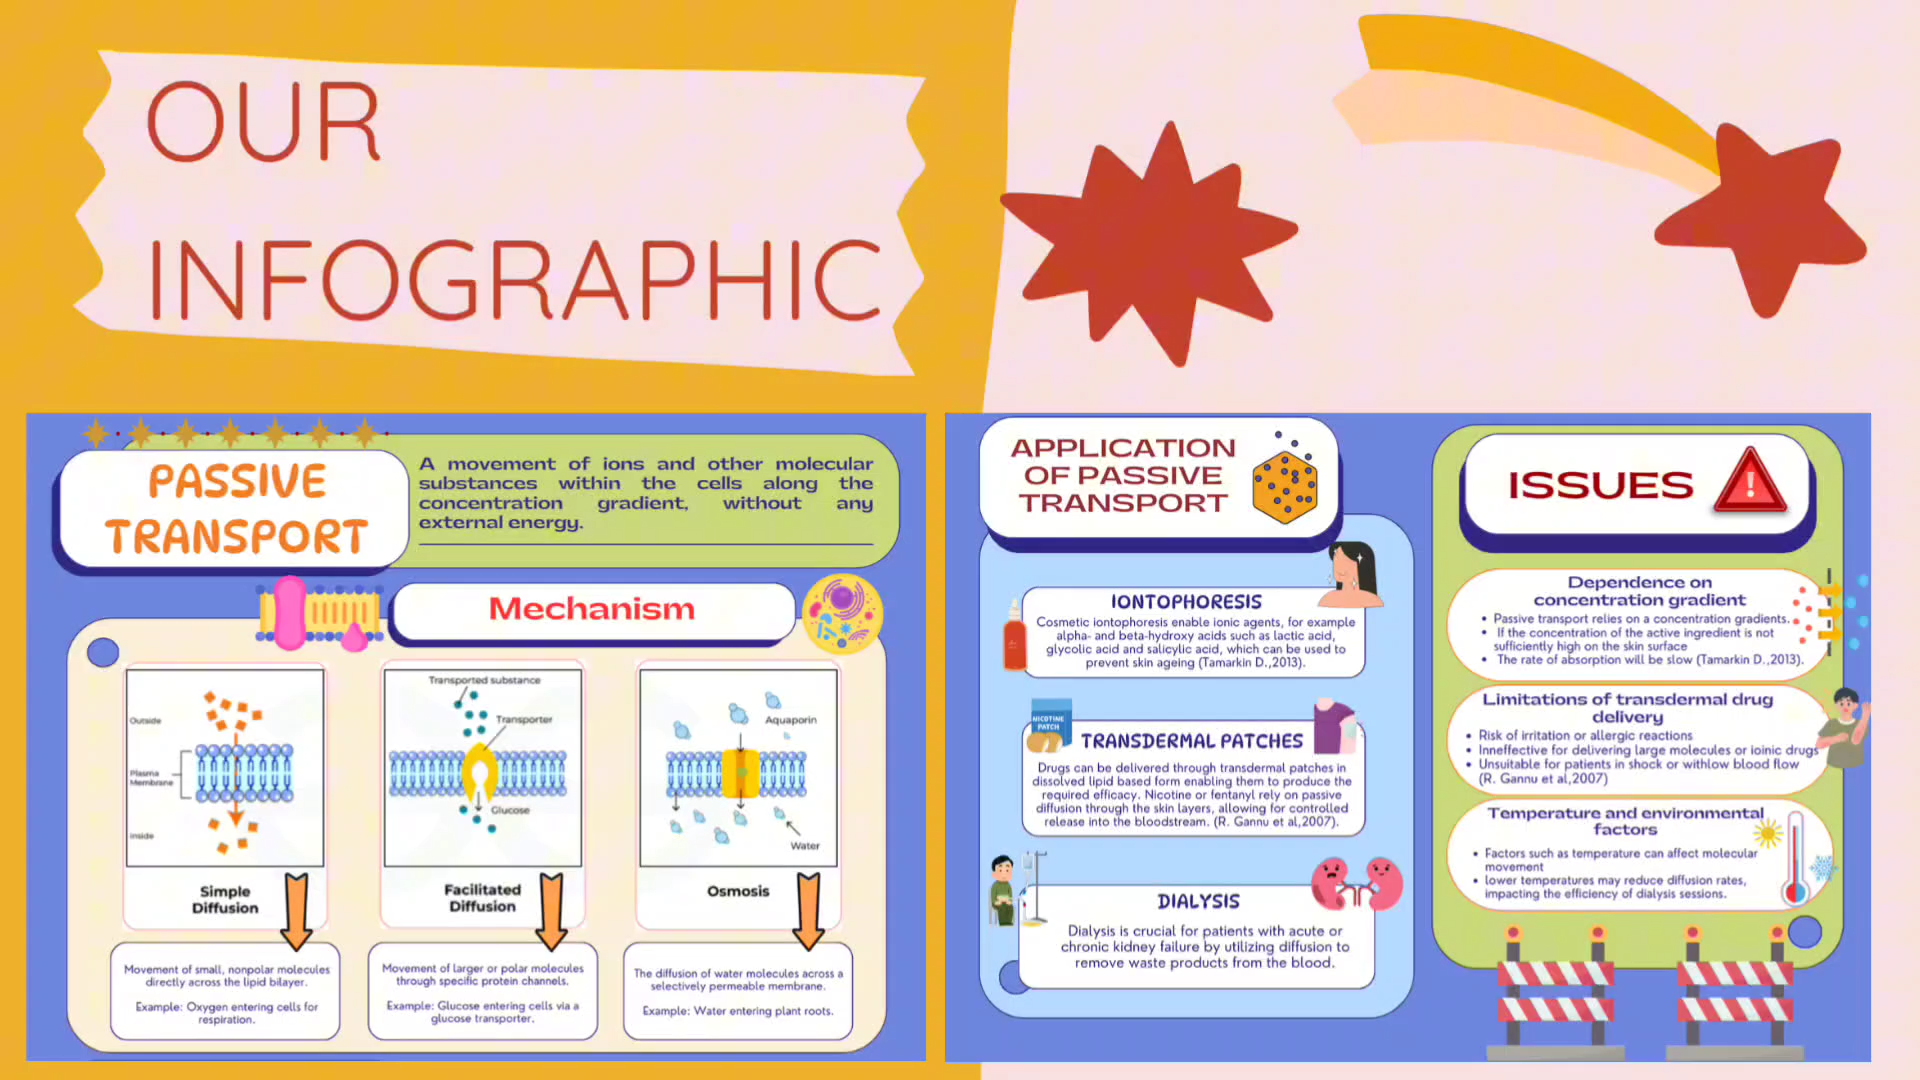 OUR
INFOGRAPHIC
PASSIVE
TRANSPORT
A movement of ions and other molecular
substances within the cells along the
concentration gradient, without any
external energy.
Mechanism
Outside
Plasma
Membrane
Inside
Simple
Diffusion
Movement of small, nonpolar molecules
directly across the lipid bilayer.
Example: Oxygen entering cells for
respiration.
Transported substance
Transporter
Glucose
Facilitated
Diffusion
Movement of larger or polar molecules
through specific protein channels.
Example: Glucose entering cells via a
glucose transporter.
Aquaporin
Water
Osmosis
The diffusion of water molecules across a
selectively permeable membrane.
Example: Water entering plant roots.
APPLICATION
OF PASSIVE
TRANSPORT
IONTOPHORESIS
Cosmetic iontophoresis enable ionic agents, for example
alpha- and beta-hydroxy acids such as lactic acid,
glycolic acid and salicylic acid, which can be used to
prevent skin ageing (Tamarkin D.,2013).
NICOTINE
PATCH
TRANSDERMAL PATCHES
Drugs can be delivered through transdermal patches in
dissolved lipid based form enabling them to produce the
required efficacy. Nicotine or fentanyl rely on passive
diffusion through the skin layers, allowing for controlled
release into the bloodstream. (R. Gannu et al,2007).
DIALYSIS
Dialysis is crucial for patients with acute or
chronic kidney failure by utilizing diffusion to
remove waste products from the blood.
ISSUES
!
Dependence on
concentration gradient
• Passive transport relies on a concentration gradients.
• If the concentration of the active ingredient is not
sufficiently high on the skin surface
• The rate of absorption will be slow (Tamarkin D.,2013).
Limitations of transdermal drug
delivery
• Risk of irritation or allergic reactions
• Inneffective for delivering large molecules or ioinic drugs
• Unsuitable for patients in shock or withlow blood flow
(R. Gannu et al,2007)
Temperature and environmental
factors
• Factors such as temperature can affect molecular
movement
• lower temperatures may reduce diffusion rates,
impacting the efficiency of dialysis sessions.